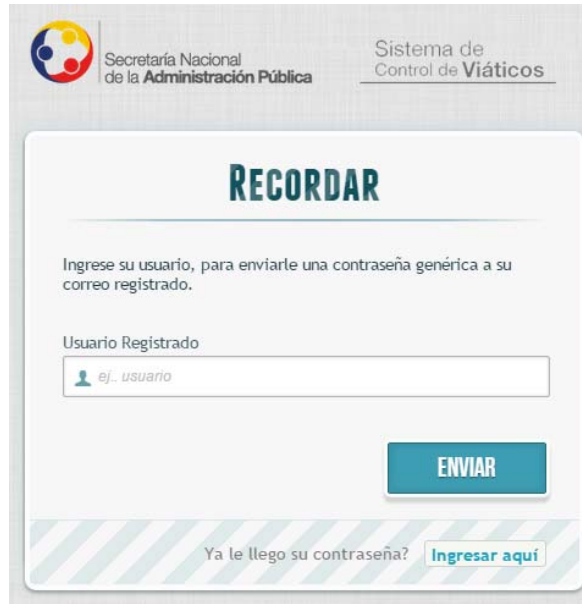 Secretaría Nacional
de la Administración Pública
Sistema de
Control de Viáticos
RECORDAR
Ingrese su usuario, para enviarle una contraseña genérica a su
correo registrado.
Usuario Registrado
ej.. usuario
ENVIAR
Ya le llego su contraseña? Ingresar aquí